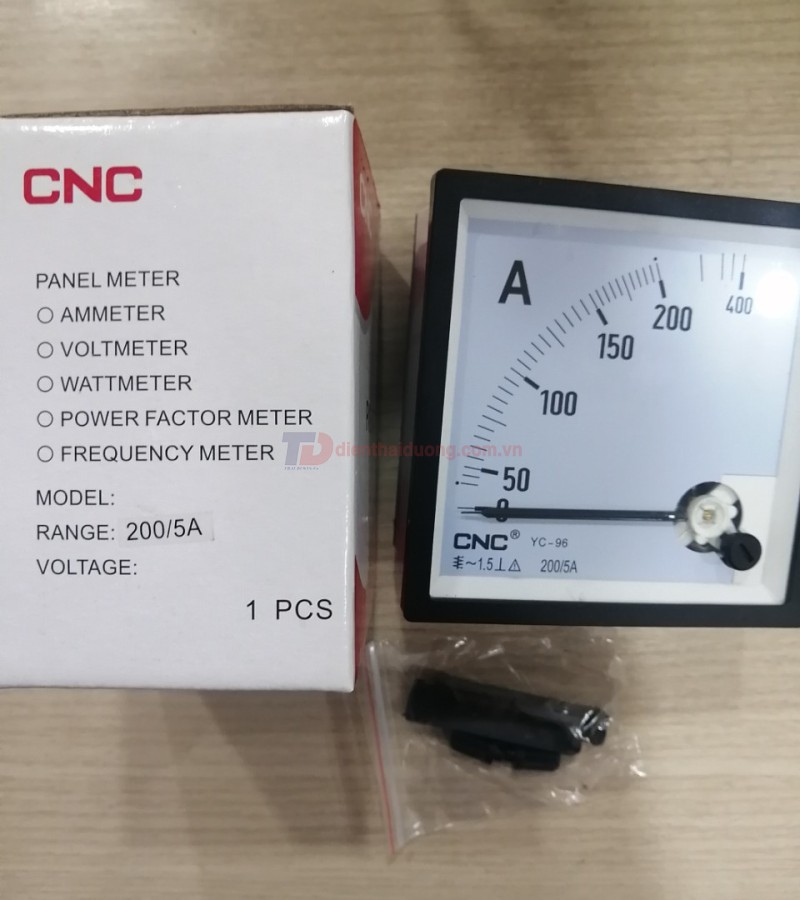 CNC
PANEL METER
AMMETER
VOLTMETER
WATTMETER
POWER FACTOR METER
FREQUENCY METER
MODEL:
RANGE: 200/5A
VOLTAGE:
1 PCS
TD dienthaiduong.com.vn
A
400
200
150
100
50
0
CNC® YC-96
~1.5⊥⚠ 200/5A